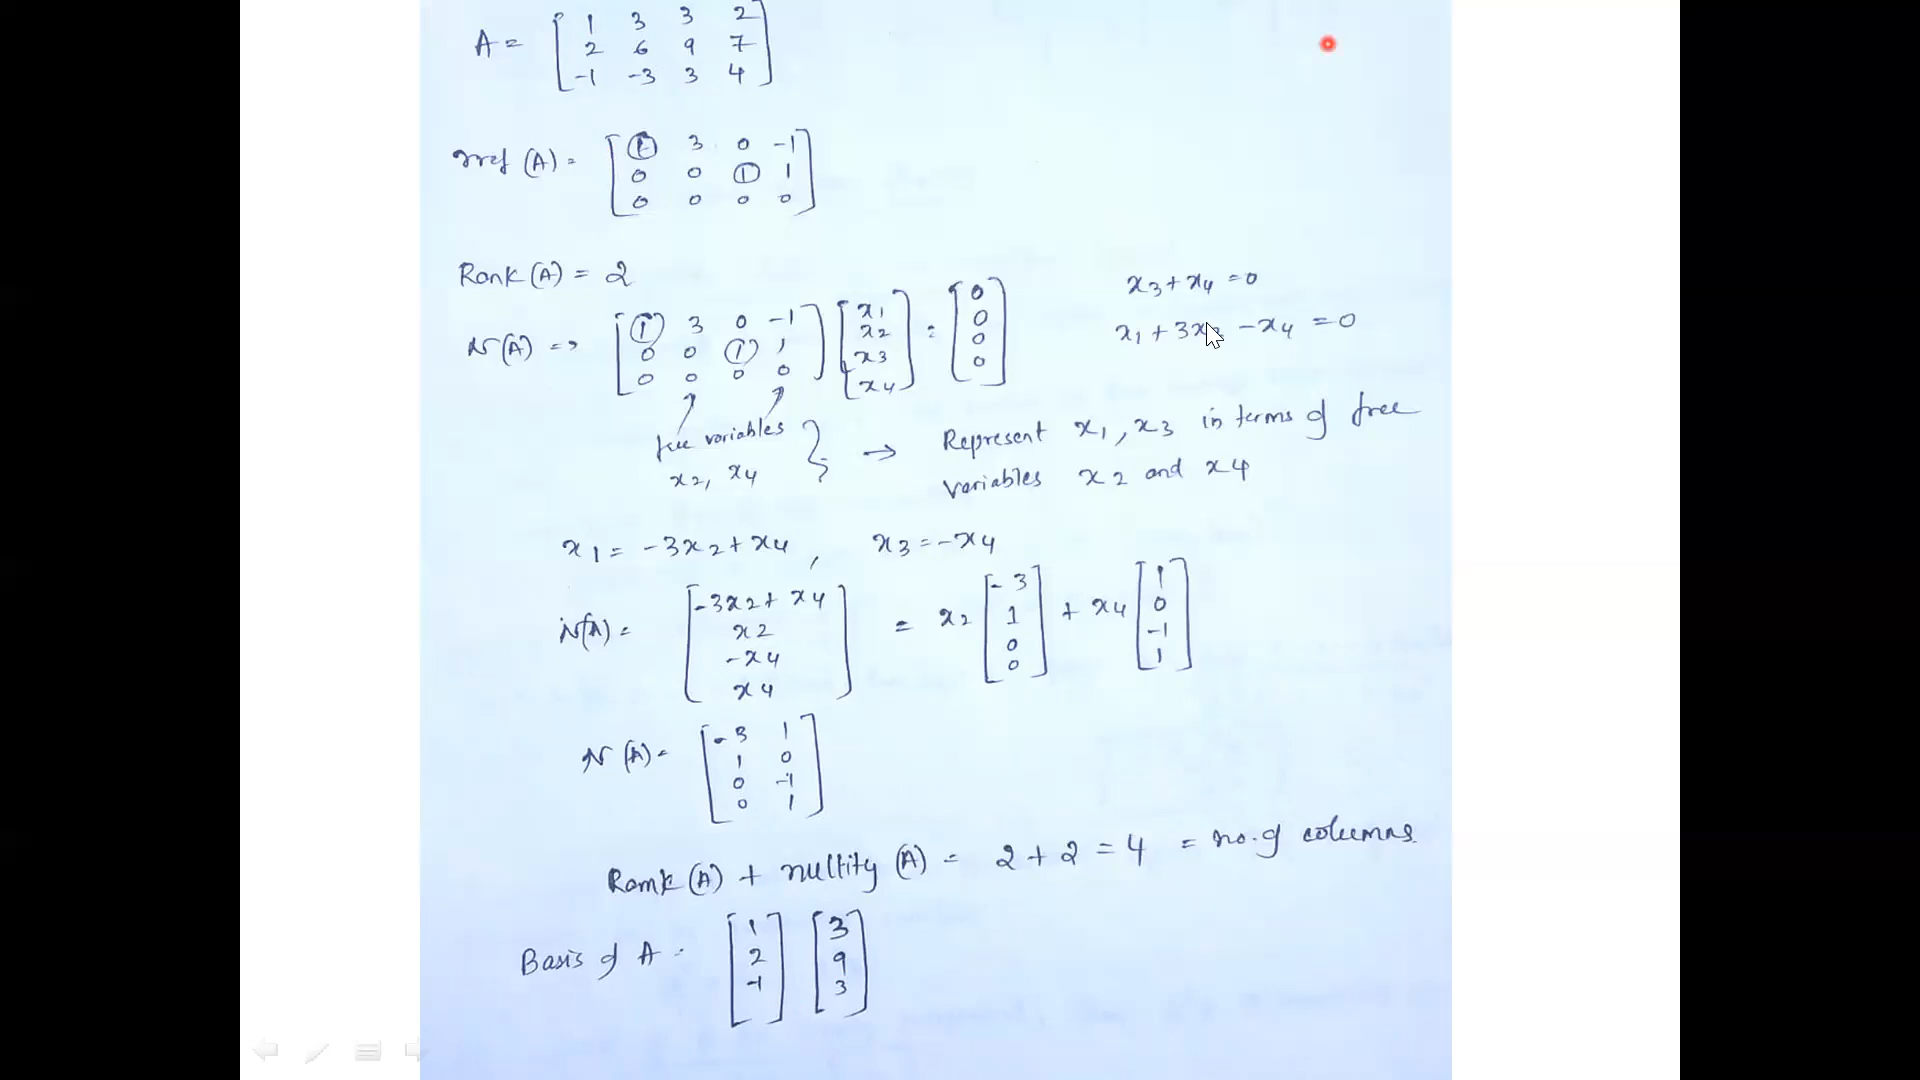 A = [ 1 3 3 2
2 6 9 7
-1 -3 3 4 ]
rref (A) = [ 1 3 0 -1
0 0 1 1
0 0 0 0 ]
Rank (A) = 2
x3 + x4 = 0
N(A) => [ 1 3 0 -1 ] [ x1 ] = [ 0 ] x1 + 3x2 - x4 = 0
0 0 1 1 x2 0
0 0 0 0 x3 0
x4 0
free variables
x2, x4
→ Represent x1, x3 in terms of free
variables x2 and x4
x1 = -3x2 + x4 , x3 = -x4
N(A) = [ -3x2 + x4 ] = x2 [ -3 ] + x4 [ 1 ]
x2 1 0
-x4 0 -1
x4 0 1
N (A) = [ -3 1
1 0
0 -1
0 1 ]
Rank (A) + nullity (A) = 2 + 2 = 4 = no. of columns.
Basis of A = [ 1 ] [ 3 ]
2 9
-1 3